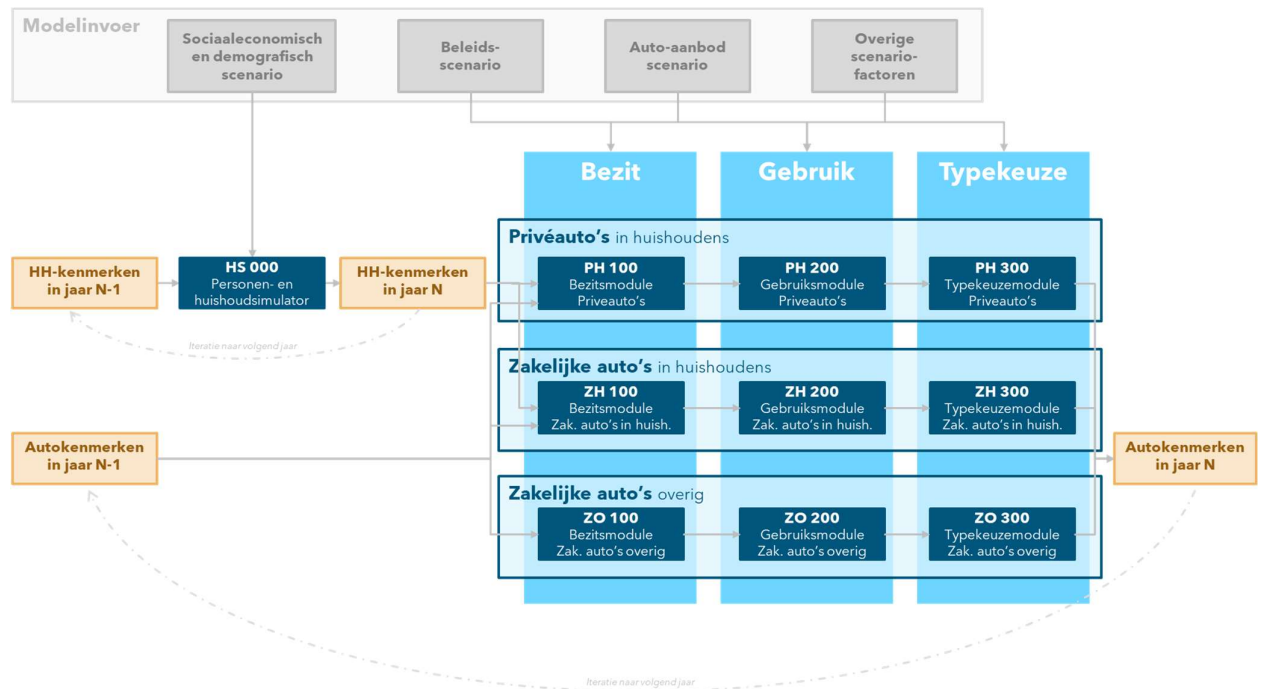 Modelinvoer
Sociaaleconomisch
en demografisch
scenario
Beleids-
scenario
Auto-aanbod
scenario
Overige
scenario-
factoren
Bezit
Gebruik
Typekeuze
Privéauto's in huishoudens
HH-kenmerken
in jaar N-1
HS 000
Personen- en
huishoudsimulator
HH-kenmerken
in jaar N
PH 100
Bezitsmodule
Priveauto's
PH 200
Gebruiksmodule
Priveauto's
PH 300
Typekeuzemodule
Priveauto's
Iteratie naar volgend jaar
Zakelijke auto's in huishoudens
ZH 100
Bezitsmodule
Zak. auto's in huish.
ZH 200
Gebruiksmodule
Zak. auto's in huish.
ZH 300
Typekeuzemodule
Zak. auto's in huish.
Autokenmerken
in jaar N-1
Autokenmerken
in jaar N
Zakelijke auto's overig
ZO 100
Bezitsmodule
Zak. auto's overig
ZO 200
Gebruiksmodule
Zak. auto's overig
ZO 300
Typekeuzemodule
Zak. auto's overig
Iteratie naar volgend jaar